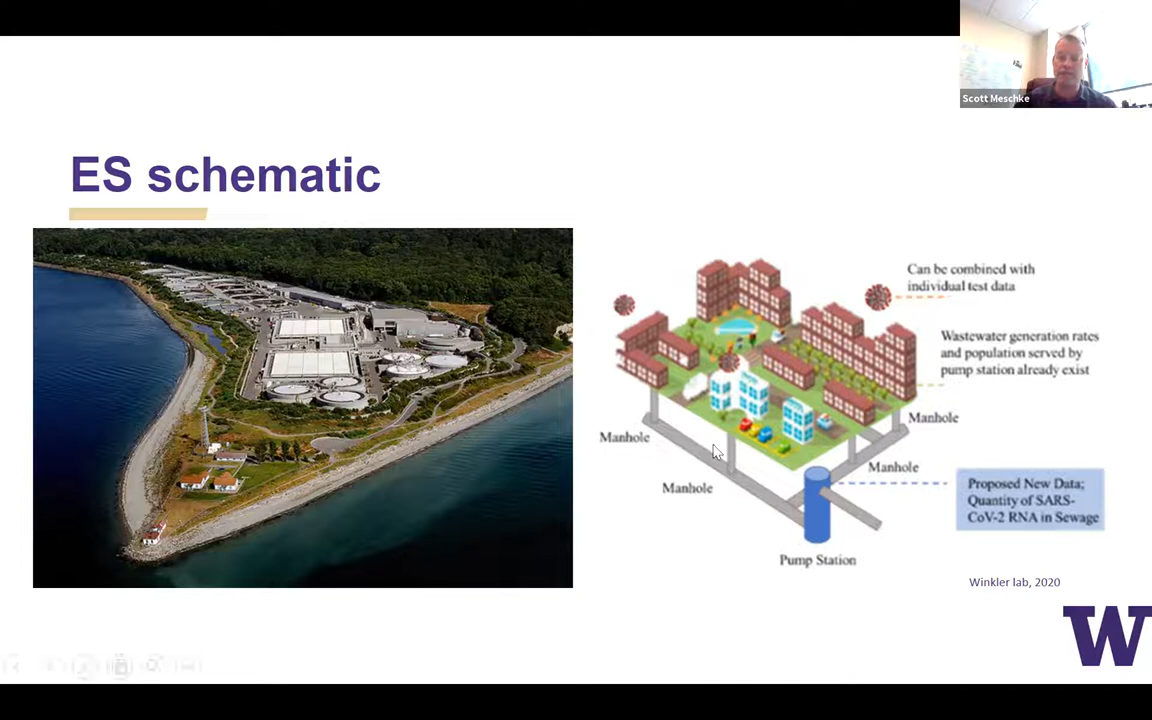 Scott Meschke
ES schematic
Can be combined with
individual test data
Wastewater generation rates
and population served by
pump station already exist
Manhole
Manhole
Manhole
Manhole
Proposed New Data;
Quantity of SARS-
CoV-2 RNA in Sewage
Pump Station
Winkler lab, 2020
W